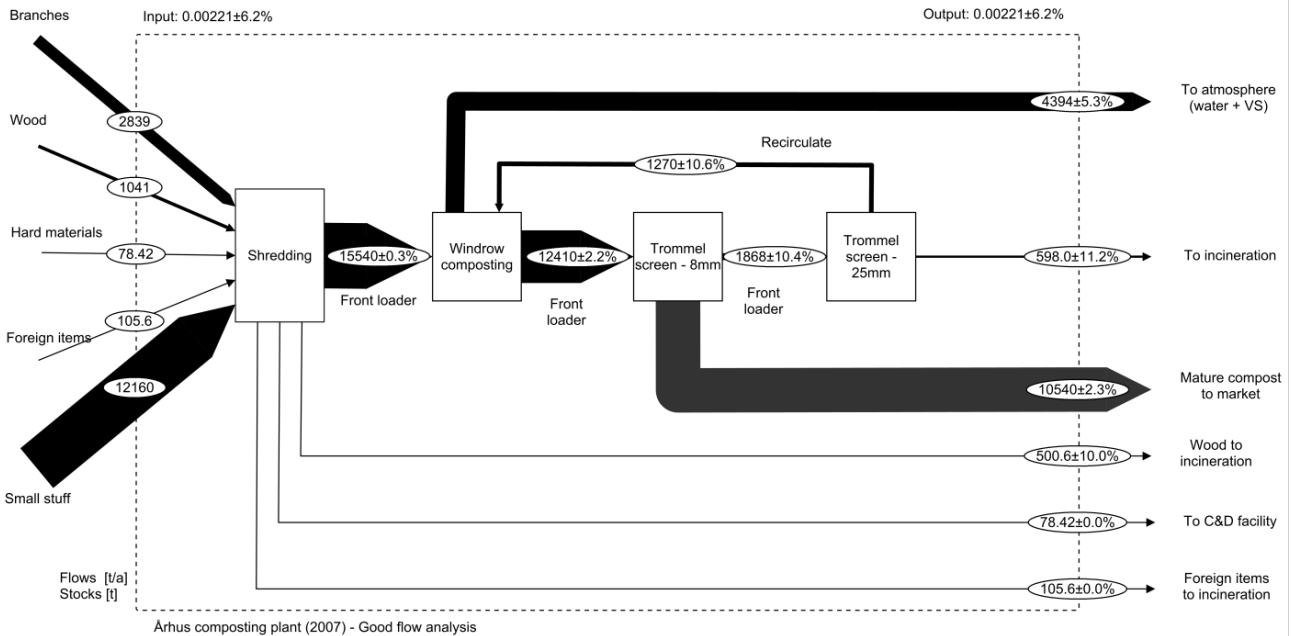 Branches
Input: 0.00221±6.2%
Output: 0.00221±6.2%
To atmosphere
(water + VS)
4394±5.3%
2839
Wood
Recirculate
1270±10.6%
1041
Hard materials
78.42
Shredding
15540±0.3%
Front loader
Windrow
composting
12410±2.2%
Front
loader
Trommel
screen - 8mm
1868±10.4%
Front
loader
Trommel
screen -
25mm
598.0±11.2%
To incineration
105.6
Foreign items
12160
Small stuff
10540±2.3%
Mature compost
to market
500.6±10.0%
Wood to
incineration
78.42±0.0%
To C&D facility
105.6±0.0%
Foreign items
to incineration
Flows [t/a]
Stocks [t]
Århus composting plant (2007) - Good flow analysis